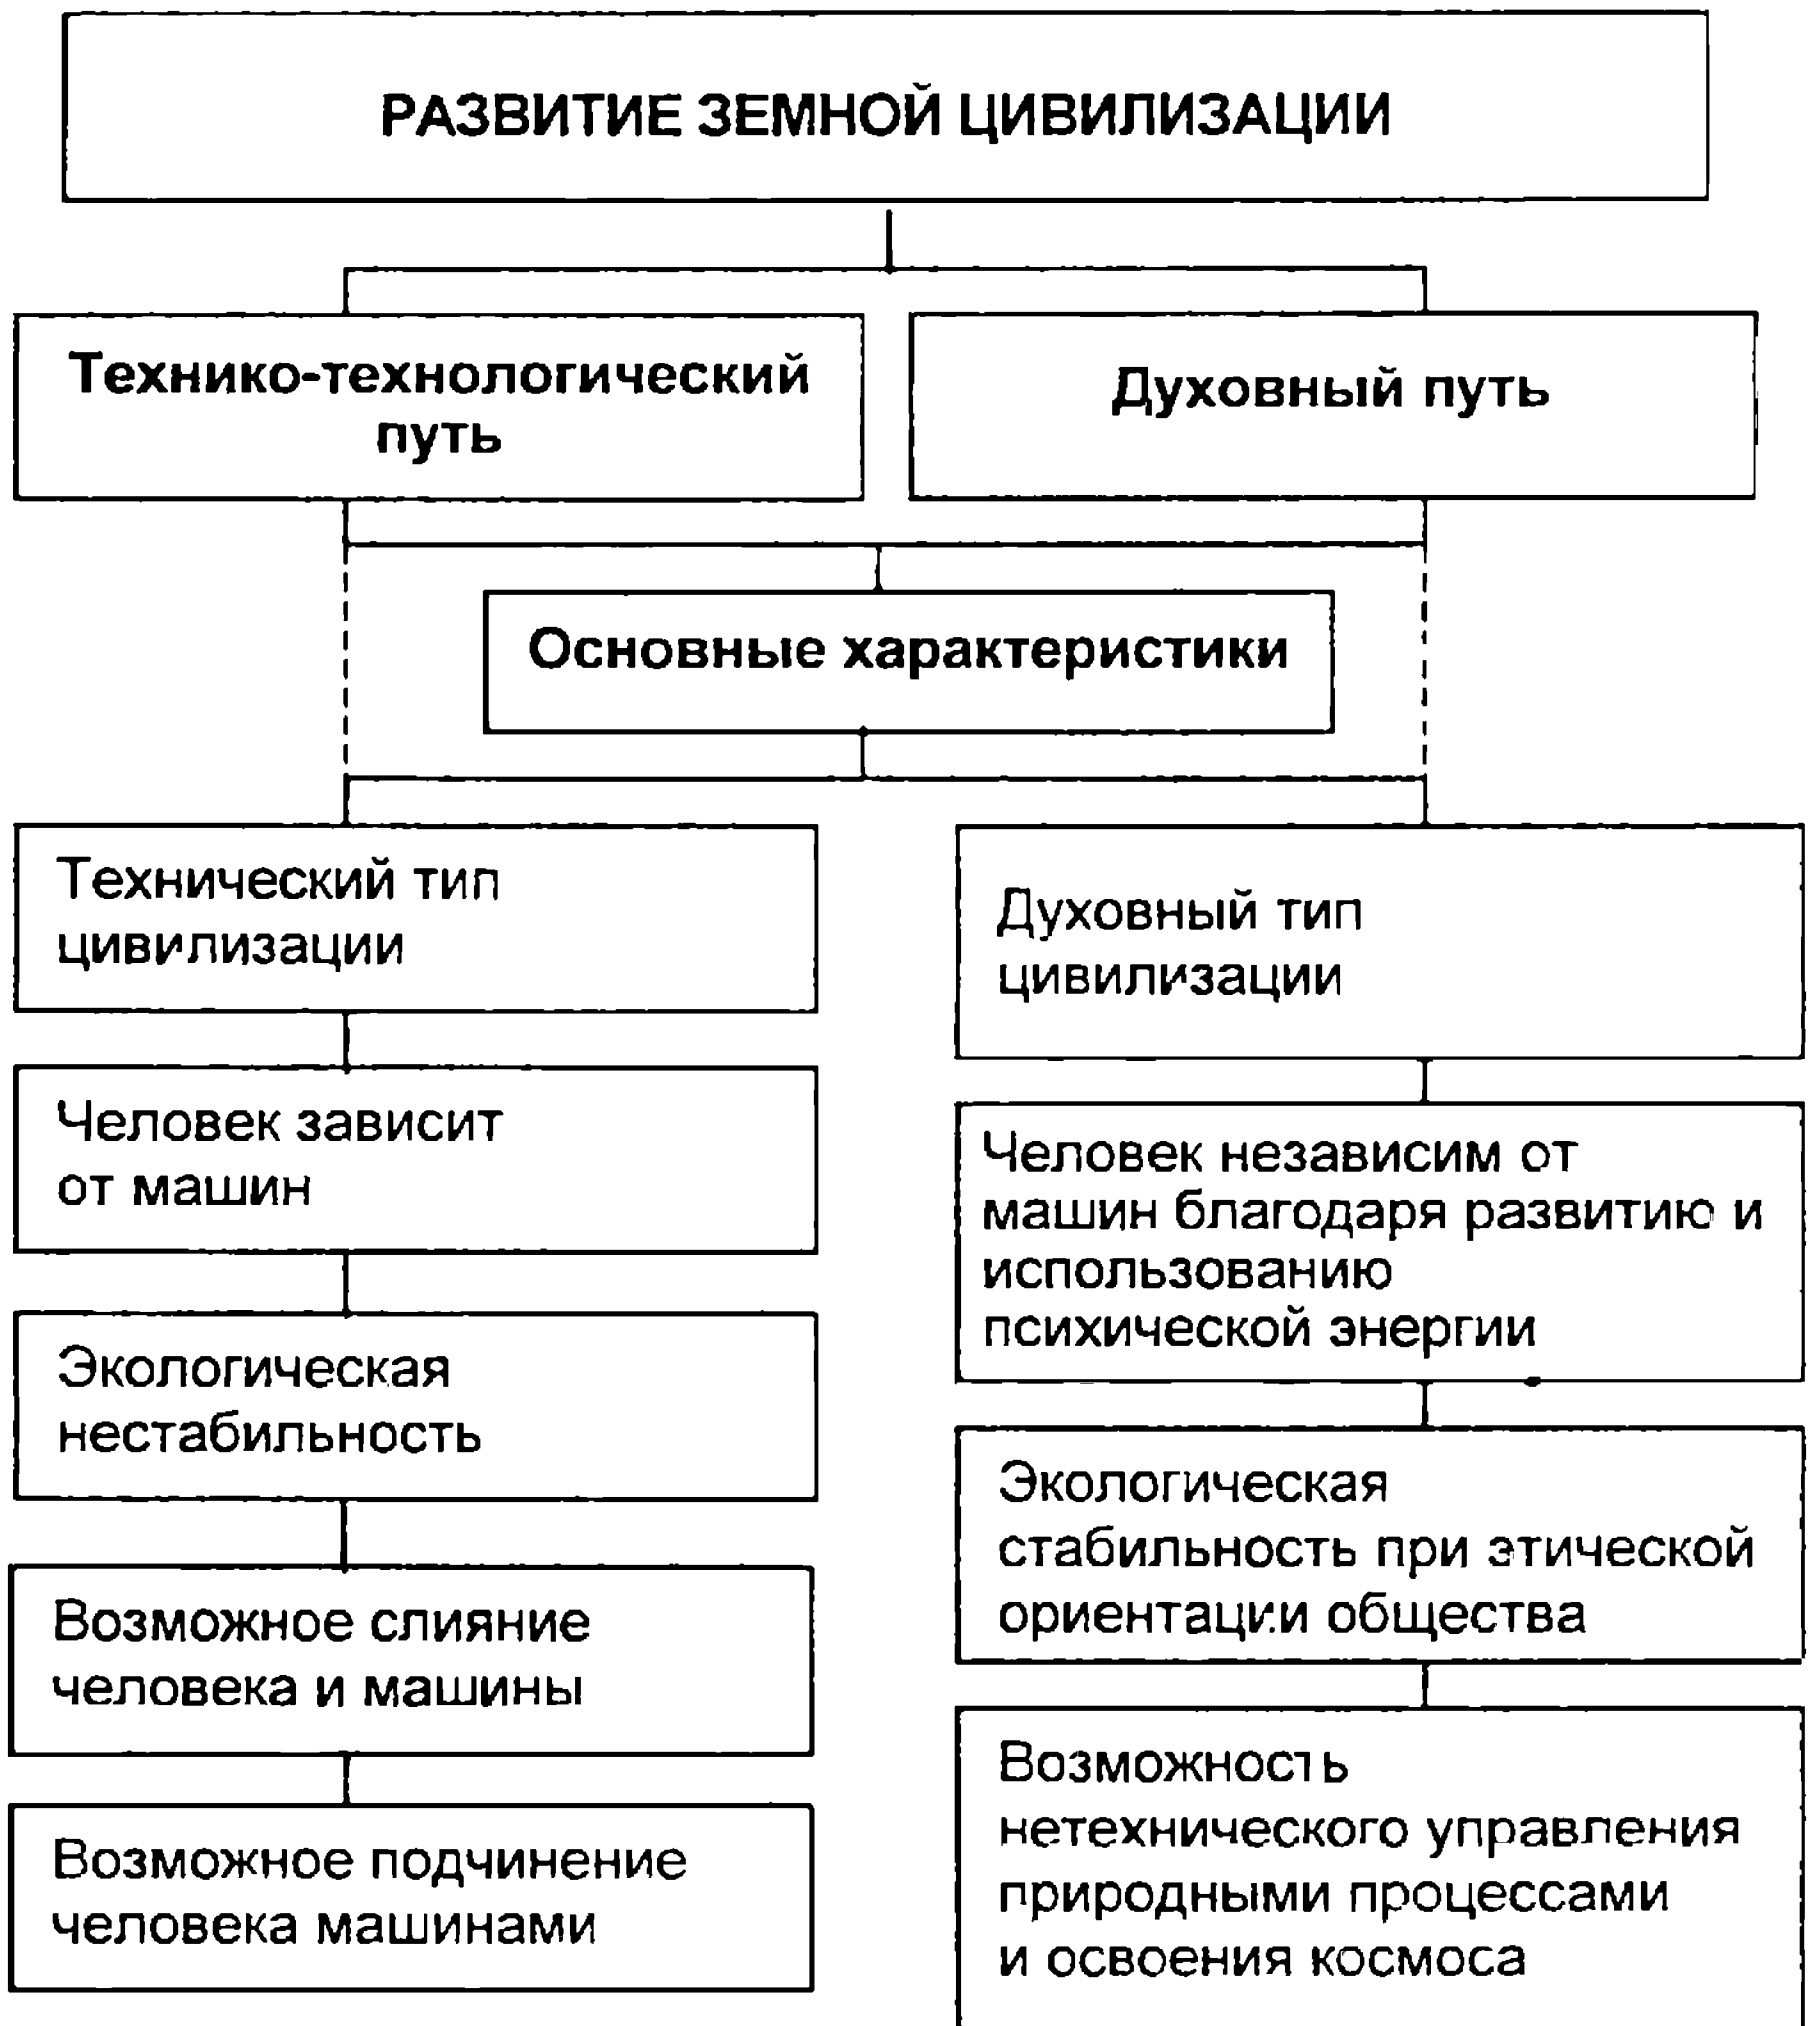 РАЗВИТИЕ ЗЕМНОЙ ЦИВИЛИЗАЦИИ
Технико-технологический
путь
Духовный путь
Основные характеристики
Технический тип
цивилизации
Человек зависит
от машин
Экологическая
нестабильность
Возможное слияние
человека и машины
Возможное подчинение
человека машинами
Духовный тип
цивилизации
Человек независим от
машин благодаря развитию и
использованию
психической энергии
Экологическая
стабильность при этической
ориентации общества
Возможность
нетехнического управления
природными процессами
и освоения космоса